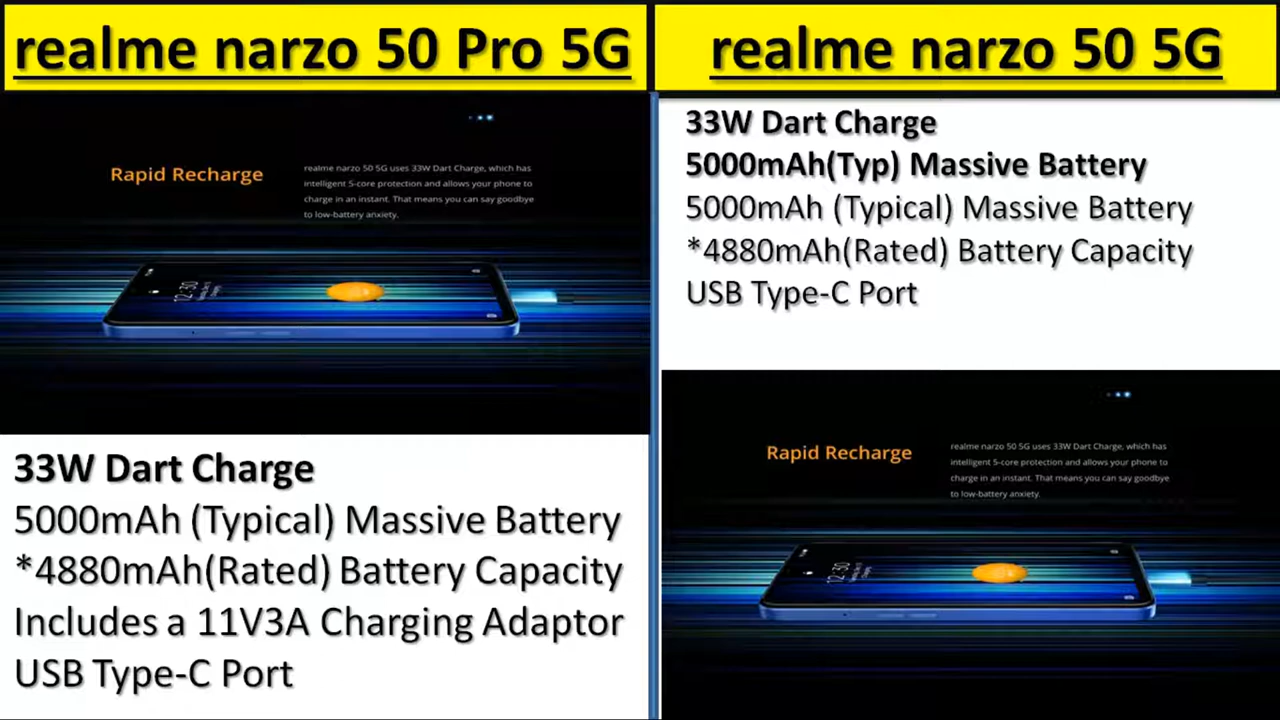 realme narzo 50 Pro 5G
Rapid Recharge
realme narzo 50 5G uses 33W Dart Charge, which has
intelligent 5-core protection and allows your phone to
charge in an instant. That means you can say goodbye
to low-battery anxiety.
12:30
33W Dart Charge
5000mAh (Typical) Massive Battery
*4880mAh(Rated) Battery Capacity
Includes a 11V3A Charging Adaptor
USB Type-C Port
realme narzo 50 5G
33W Dart Charge
5000mAh(Typ) Massive Battery
5000mAh (Typical) Massive Battery
*4880mAh(Rated) Battery Capacity
USB Type-C Port
Rapid Recharge
realme narzo 50 5G uses 33W Dart Charge, which has
intelligent 5-core protection and allows your phone to
charge in an instant. That means you can say goodbye
to low-battery anxiety.
12:30